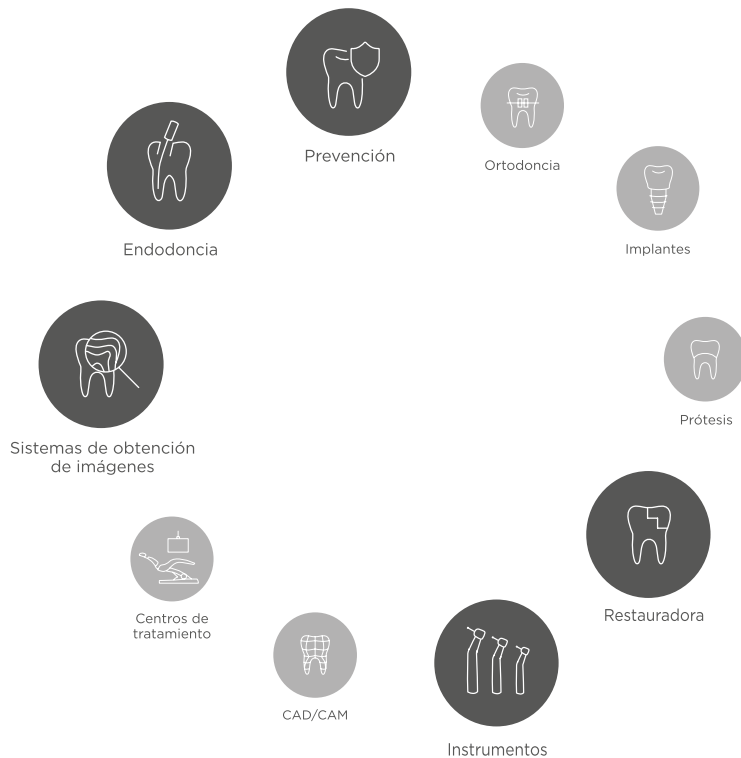 Prevención
Ortodoncia
Endodoncia
Implantes
Prótesis
Sistemas de obtención
de imágenes
Restauradora
Centros de
tratamiento
CAD/CAM
Instrumentos